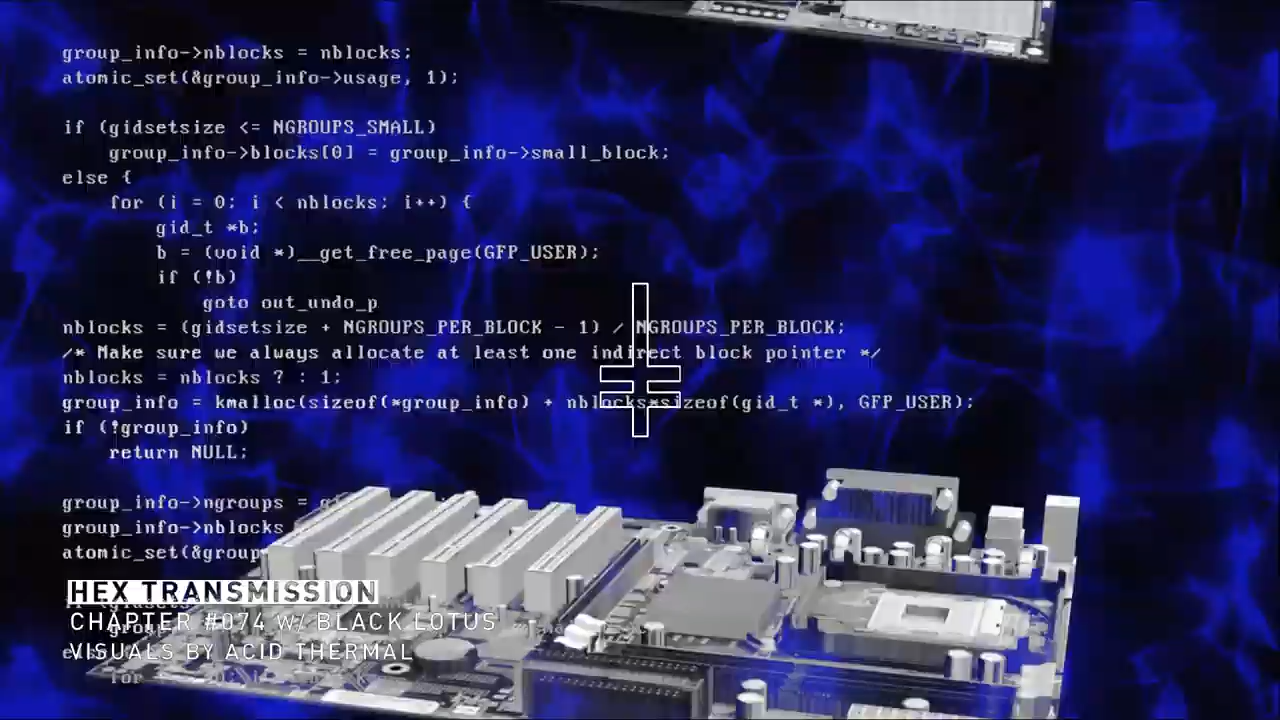 group_info->nblocks = nblocks;
atomic_set(&group_info->usage, 1);
if (gidsetsize <= NGROUPS_SMALL)
group_info->blocks[0] = group_info->small_block;
else {
for (i = 0; i < nblocks; i++) {
gid_t *b;
b = (void *)__get_free_page(GFP_USER);
if (!b)
goto out_undo_p
nblocks = (gidsetsize + NGROUPS_PER_BLOCK - 1) / NGROUPS_PER_BLOCK;
/* Make sure we always allocate at least one indirect block pointer */
nblocks = nblocks ? : 1;
group_info = kmalloc(sizeof(*group_info) + nblocks*sizeof(gid_t *), GFP_USER);
if (!group_info)
return NULL;
group_info->ngroups =
group_info->nblocks
atomic_set(&group
HEX TRANSMISSION
CHAPTER #074 W/ BLACK LOTUS
VISUALS BY ACID THERMAL